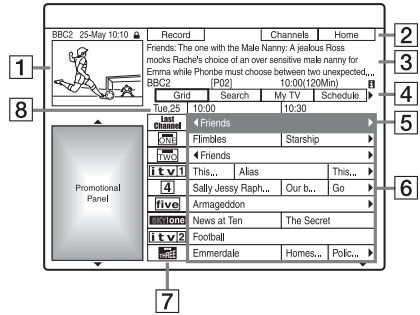 BBC2 25-May 10:10 Record Channels Home 2
1
Friends: The one with the Male Nanny: A jealous Ross
mocks Rache's choice of an over sensitive male nanny for 3
Emma while Phonbe must choose between two unexpected,...
BBC2 [P02] 10:00(120Min) i
Grid Search My TV Schedule 4
8
Tue,25 10:00 10:30
Last Channel Friends 5
ONE Flimbles Starship
TWO Friends
itv1 This... Alias This...
4 Sally Jessy Raph... Our b... Go 6
five Armageddon
sky one News at Ten The Secret
itv2 Football
THREE Emmerdale Homes... Polic...
Promotional
Panel
7